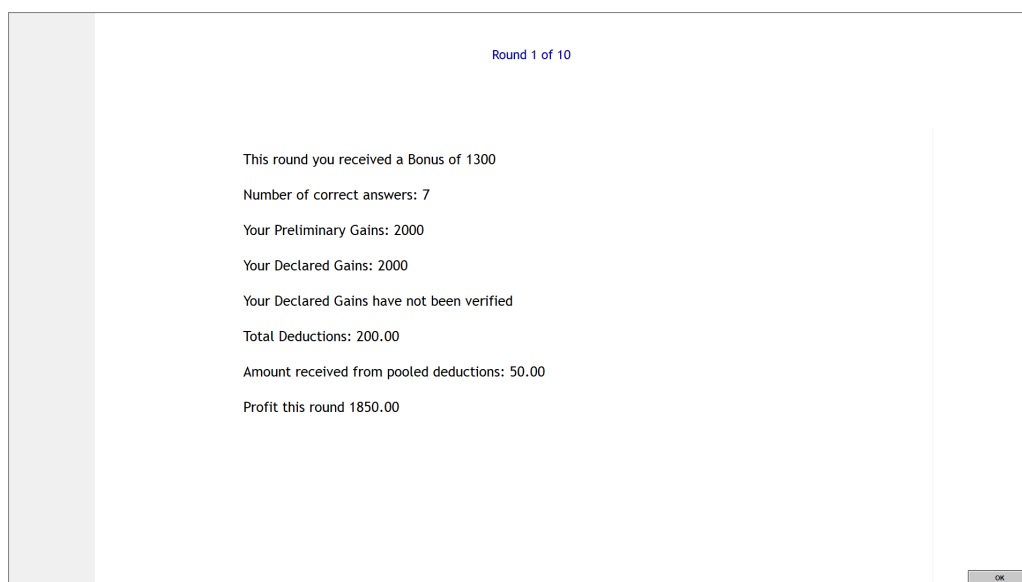 Round 1 of 10
This round you received a Bonus of 1300
Number of correct answers: 7
Your Preliminary Gains: 2000
Your Declared Gains: 2000
Your Declared Gains have not been verified
Total Deductions: 200.00
Amount received from pooled deductions: 50.00
Profit this round 1850.00
OK